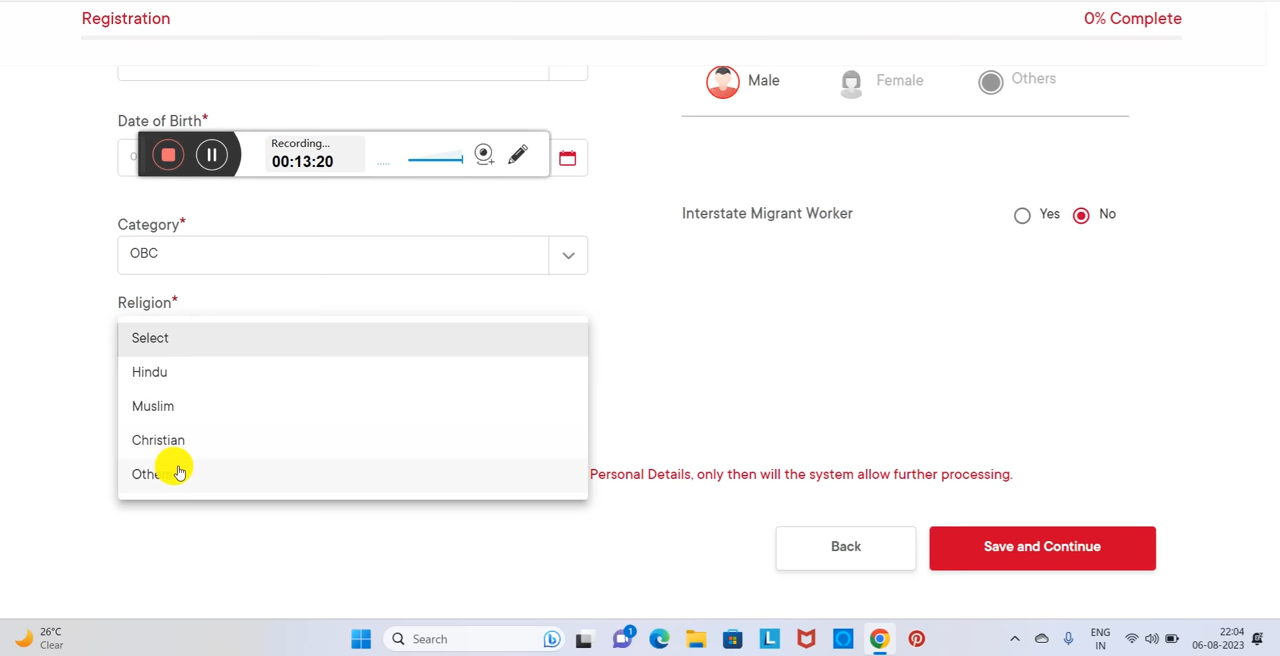 Registration
0% Complete
Male
Female
Others
Date of Birth*
Recording...
00:13:20
Category*
OBC
Interstate Migrant Worker
Yes
No
Religion*
Select
Hindu
Muslim
Christian
Personal Details, only then will the system allow further processing.
Back
Save and Continue
26°C
Clear
Search
1
ENG
IN
22:04
06-08-2023